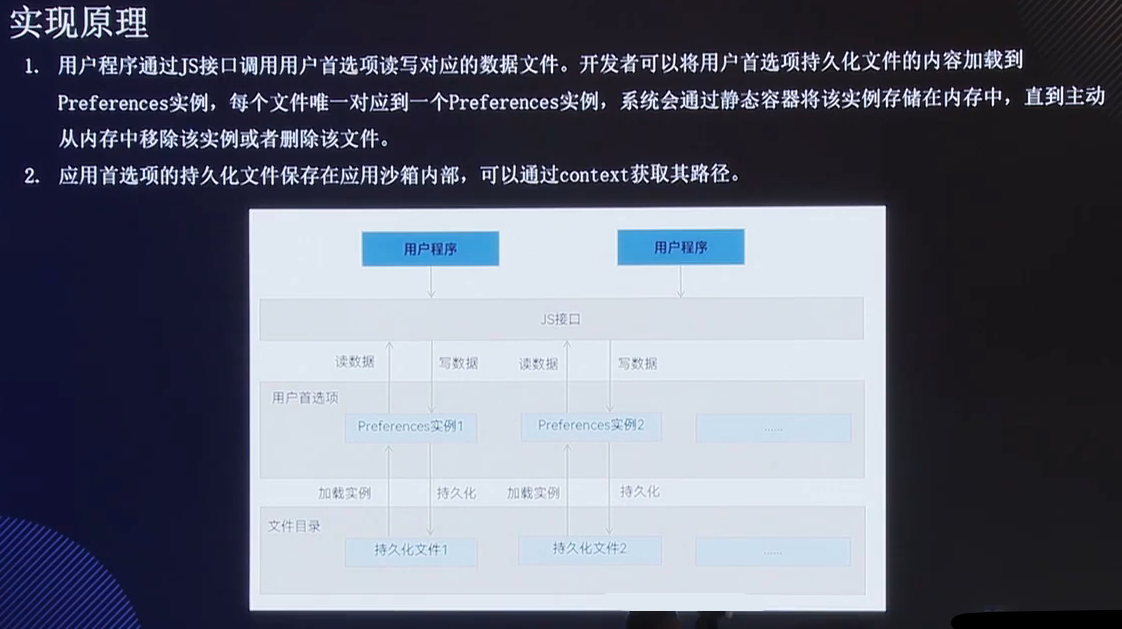 实现原理
1. 用户程序通过JS接口调用用户首选项读写对应的数据文件。开发者可以将用户首选项持久化文件的内容加载到
Preferences实例，每个文件唯一对应到一个Preferences实例，系统会通过静态容器将该实例存储在内存中，直到主动
从内存中移除该实例或者删除该文件。
2. 应用首选项的持久化文件保存在应用沙箱内部，可以通过context获取其路径。
用户程序 用户程序
JS接口
读数据 写数据 读数据 写数据
用户首选项
Preferences实例1 Preferences实例2 ......
加载实例 持久化 加载实例 持久化
文件目录
持久化文件1 持久化文件2 ......